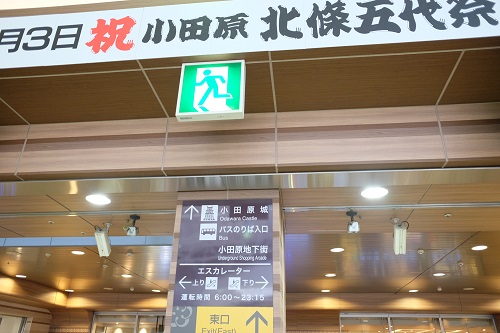 月3日 祝 小田原 北條五代祭
小田原城
Odawara Castle
バスのりば入口
Bus
小田原地下街
Underground Shopping Arcade
エスカレーター
←上り 下り→
運転時間 6:00～23:15
東口
Exit(East)